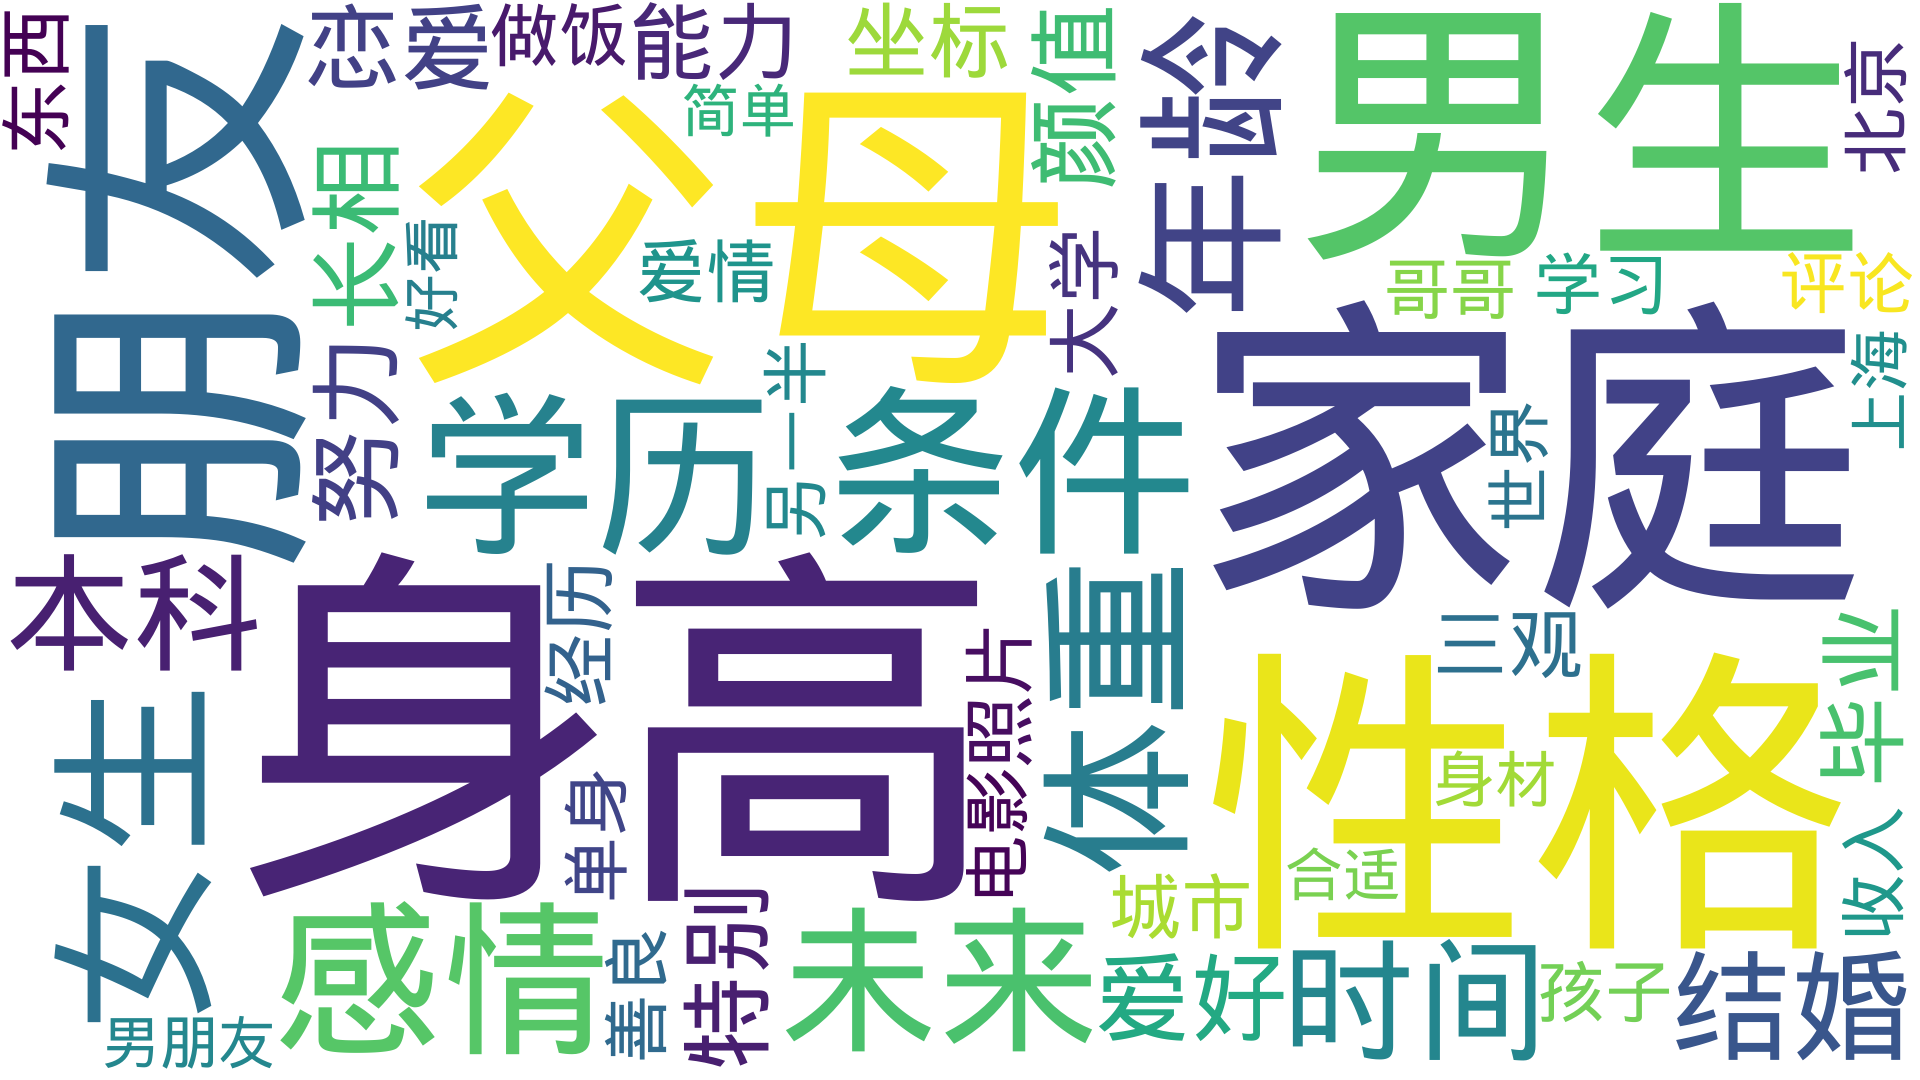 东西
朋友
恋爱
做饭
能力
坐标
颜值
年龄
男生
北京
简单
父母
长相
好看
爱情
大学
哥哥
学习
评论
努力
学历
另一半
条件
家庭
世界
上海
本科
身高
经历
体重
三观
毕业
女生
单身
电影
照片
性格
身材
收入
感情
善良
特别
未来
城市
合适
爱好
时间
孩子
结婚
男朋友